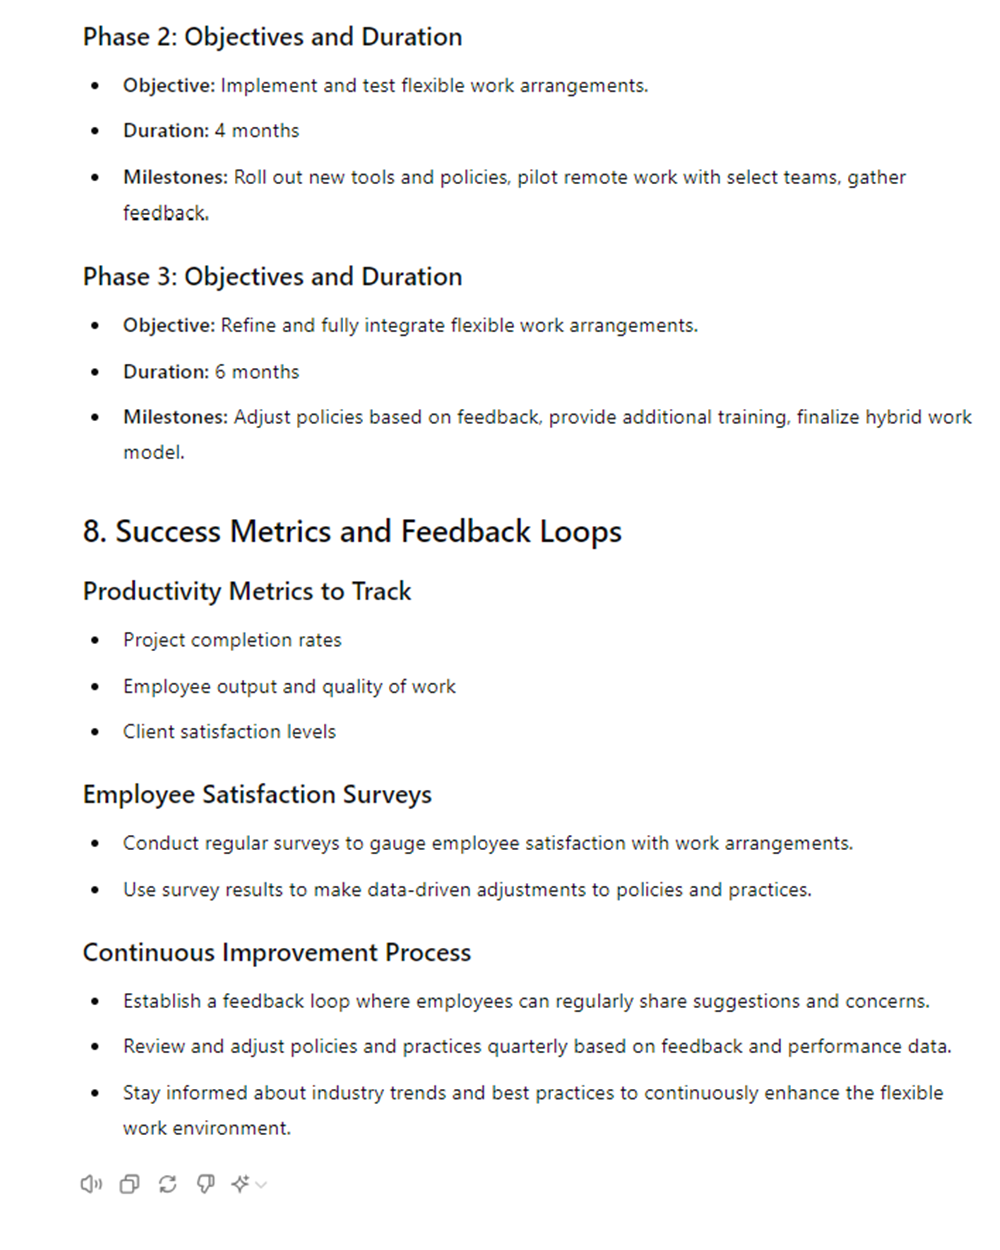 Phase 2: Objectives and Duration
Objective: Implement and test flexible work arrangements.
Duration: 4 months
Milestones: Roll out new tools and policies, pilot remote work with select teams, gather
feedback.
Phase 3: Objectives and Duration
Objective: Refine and fully integrate flexible work arrangements.
Duration: 6 months
Milestones: Adjust policies based on feedback, provide additional training, finalize hybrid work
model.
8. Success Metrics and Feedback Loops
Productivity Metrics to Track
Project completion rates
Employee output and quality of work
Client satisfaction levels
Employee Satisfaction Surveys
Conduct regular surveys to gauge employee satisfaction with work arrangements.
Use survey results to make data-driven adjustments to policies and practices.
Continuous Improvement Process
Establish a feedback loop where employees can regularly share suggestions and concerns.
Review and adjust policies and practices quarterly based on feedback and performance data.
Stay informed about industry trends and best practices to continuously enhance the flexible
work environment.